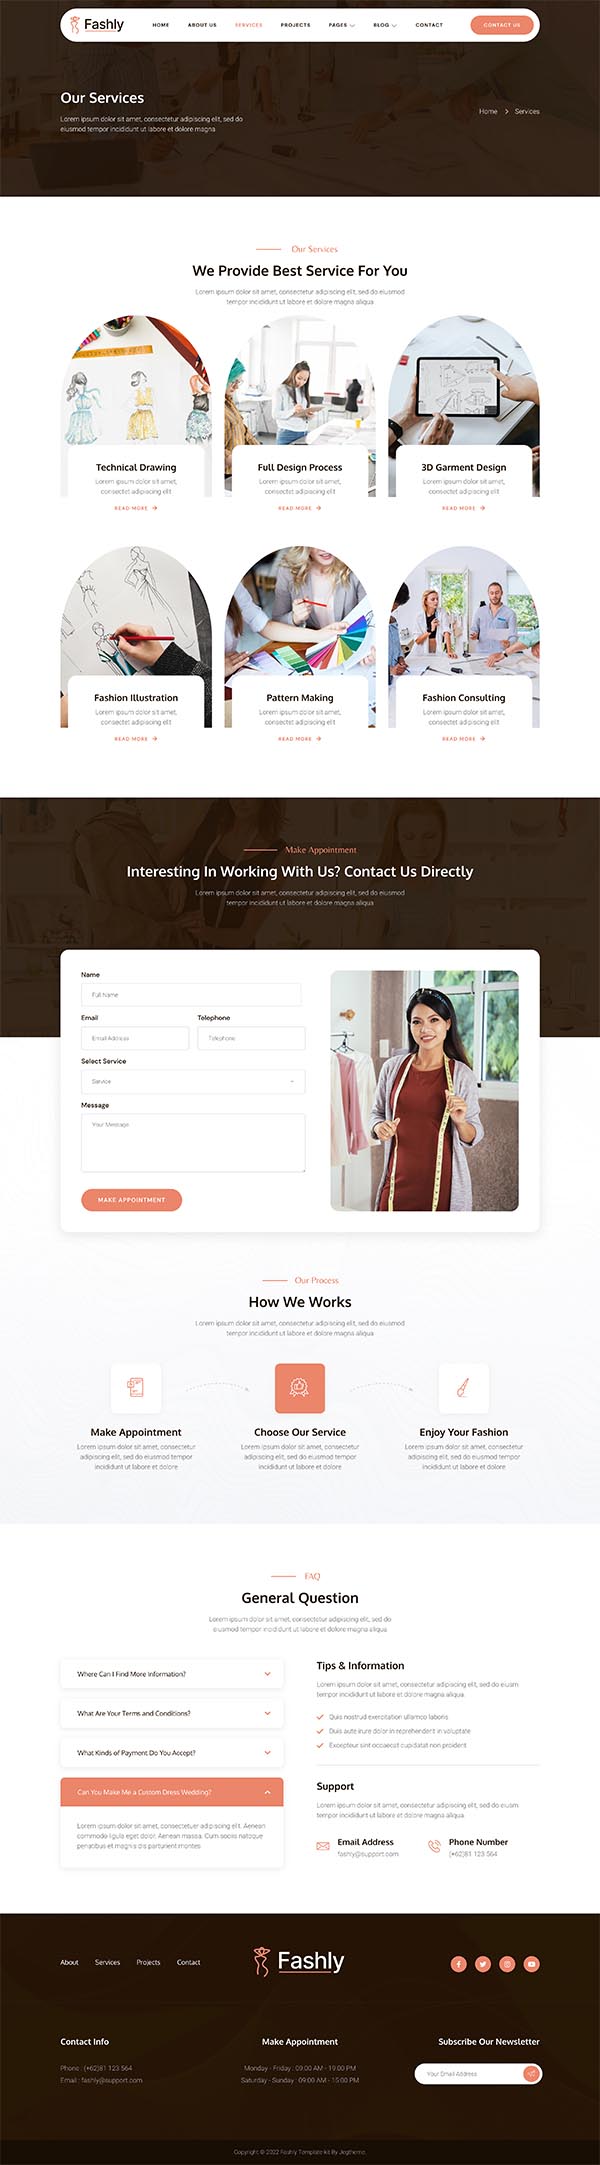 Fashly
HOME ABOUT US SERVICES PROJECTS PAGES BLOG CONTACT CONTACT US
Our Services
Lorem ipsum dolor sit amet, consectetur adipiscing elit, sed do
eiusmod tempor incididunt ut labore et dolore magna
Home Services
Our Services
We Provide Best Service For You
Lorem ipsum dolor sit amet, consectetur adipiscing elit, sed do eiusmod
tempor incididunt ut labore et dolore magna aliqua
Technical Drawing
Lorem ipsum dolor sit amet,
consectet adipiscing elit
READ MORE
Full Design Process
Lorem ipsum dolor sit amet,
consectet adipiscing elit
READ MORE
3D Garment Design
Lorem ipsum dolor sit amet,
consectet adipiscing elit
READ MORE
Fashion Illustration
Lorem ipsum dolor sit amet,
consectet adipiscing elit
READ MORE
Pattern Making
Lorem ipsum dolor sit amet,
consectet adipiscing elit
READ MORE
Fashion Consulting
Lorem ipsum dolor sit amet,
consectet adipiscing elit
READ MORE
Make Appointment
Interesting In Working With Us? Contact Us Directly
Lorem ipsum dolor sit amet, consectetur adipiscing elit, sed do eiusmod
tempor incididunt ut labore et dolore magna aliqua
Name
Full Name
Email Telephone
Email Address Telephone
Select Service
Service
Message
Your Message
MAKE APPOINTMENT
Our Process
How We Works
Lorem ipsum dolor sit amet, consectetur adipiscing elit, sed do eiusmod
tempor incididunt ut labore et dolore magna aliqua
Make Appointment
Lorem ipsum dolor sit amet, consectetur
adipiscing elit, sed do eiusmod tempor
incididunt ut labore et dolore
Choose Our Service
Lorem ipsum dolor sit amet, consectetur
adipiscing elit, sed do eiusmod tempor
incididunt ut labore et dolore magna
Enjoy Your Fashion
Lorem ipsum dolor sit amet, consectetur
adipiscing elit, sed do eiusmod tempor
incididunt ut labore et dolore
FAQ
General Question
Lorem ipsum dolor sit amet, consectetur adipiscing elit, sed do
eiusmod tempor incididunt ut labore et dolore magna aliqua
Where Can I Find More Information?
What Are Your Terms and Conditions?
What Kinds of Payment Do You Accept?
Can You Make Me a Custom Dress Wedding?
Lorem ipsum dolor sit amet, consectetuer adipiscing elit. Aenean
commodo ligula eget dolor. Aenean massa. Cum sociis natoque
penatibus et magnis dis parturient montes
Tips & Information
Lorem ipsum dolor sit amet, consectetur adipiscing elit, sed do eiusm
tempor incididunt ut labore et dolore magna aliqua.
Quis nostrud exercitation ullamco laboris
Duis aute irure dolor in reprehenderit in voluptate
Excepteur sint occaecat cupidatat non proident
Support
Lorem ipsum dolor sit amet, consectetur adipiscing elit, sed do eiusmod
tempor incididunt ut labore et dolore magna aliqua.
Email Address
fashly@support.com
Phone Number
(+62)81 123 564
About Services Projects Contact
Fashly
Contact Info
Phone : (+62)81 123 564
Email : fashly@support.com
Make Appointment
Monday - Friday : 09:00 AM - 19:00 PM
Saturday - Sunday : 09:00 AM - 15:00 PM
Subscribe Our Newsletter
Your Email Address
Copyright © 2022 Fashly Template kit By Jegtheme.